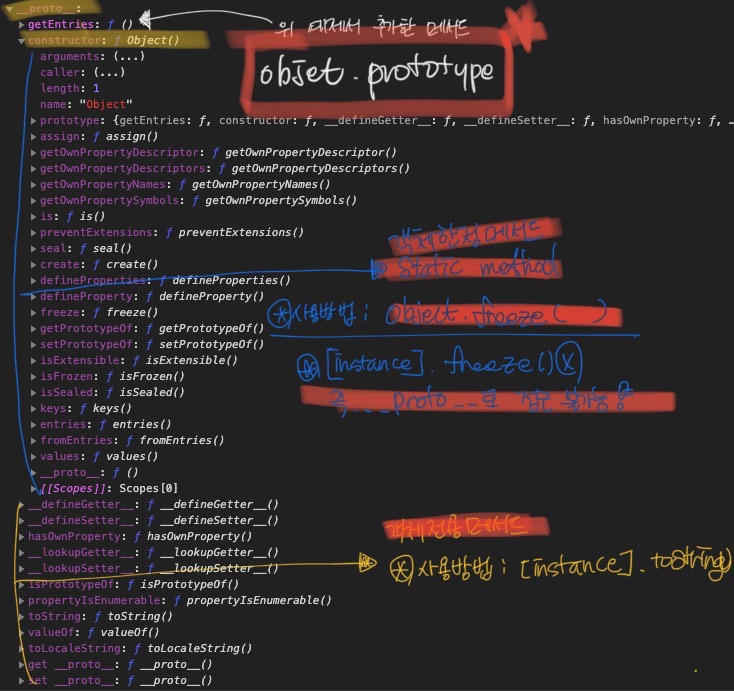 ▼ __proto__:
▶ getEntries: ƒ ()
위 예제서 추가한 메서드
▼ constructor: ƒ Object()
objet.prototype
arguments: (...)
caller: (...)
length: 1
name: "Object"
▶ prototype: {getEntries: ƒ, constructor: ƒ, __defineGetter__: ƒ, __defineSetter__: ƒ, hasOwnProperty: ƒ, …
▶ assign: ƒ assign()
▶ getOwnPropertyDescriptor: ƒ getOwnPropertyDescriptor()
▶ getOwnPropertyDescriptors: ƒ getOwnPropertyDescriptors()
▶ getOwnPropertyNames: ƒ getOwnPropertyNames()
▶ getOwnPropertySymbols: ƒ getOwnPropertySymbols()
▶ is: ƒ is()
▶ preventExtensions: ƒ preventExtensions()
▶ seal: ƒ seal()
▶ create: ƒ create()
▶ defineProperties: ƒ defineProperties()
▶ defineProperty: ƒ defineProperty()
▶ freeze: ƒ freeze()
▶ getPrototypeOf: ƒ getPrototypeOf()
▶ setPrototypeOf: ƒ setPrototypeOf()
▶ isExtensible: ƒ isExtensible()
▶ isFrozen: ƒ isFrozen()
▶ isSealed: ƒ isSealed()
▶ keys: ƒ keys()
▶ entries: ƒ entries()
▶ fromEntries: ƒ fromEntries()
▶ values: ƒ values()
▶ __proto__: ƒ ()
▶ [[Scopes]]: Scopes[0]
객체한정메서드
static method
※사용방법 : object.freeze( )
※ [instance].freeze() ⓧ
즉, __proto__로 접근 불가능
▶ __defineGetter__: ƒ __defineGetter__()
▶ __defineSetter__: ƒ __defineSetter__()
▶ hasOwnProperty: ƒ hasOwnProperty()
▶ __lookupGetter__: ƒ __lookupGetter__()
▶ __lookupSetter__: ƒ __lookupSetter__()
▶ isPrototypeOf: ƒ isPrototypeOf()
▶ propertyIsEnumerable: ƒ propertyIsEnumerable()
▶ toString: ƒ toString()
▶ valueOf: ƒ valueOf()
▶ toLocaleString: ƒ toLocaleString()
▶ get __proto__: ƒ __proto__()
▶ set __proto__: ƒ __proto__()
객체전용메서드
※사용방법 : [instance].toString()